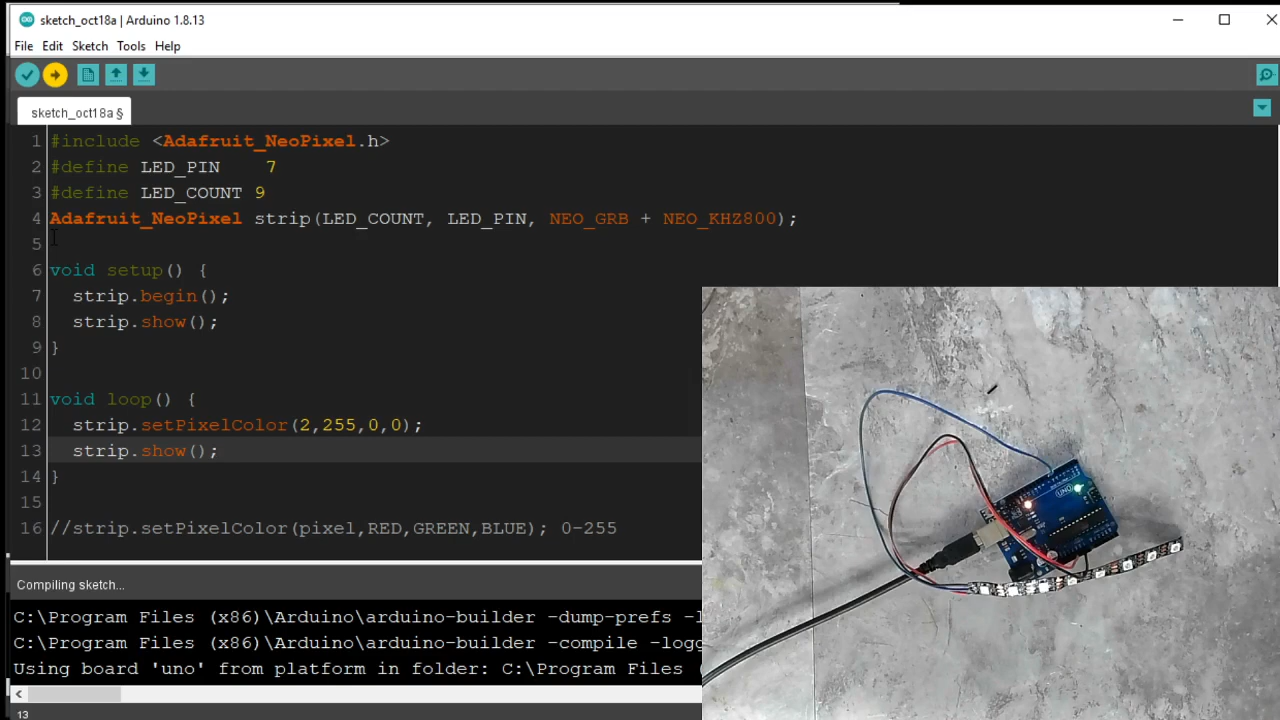 sketch_oct18a | Arduino 1.8.13
File Edit Sketch Tools Help
sketch_oct18a §
1 #include <Adafruit_NeoPixel.h>
2 #define LED_PIN 7
3 #define LED_COUNT 9
4 Adafruit_NeoPixel strip(LED_COUNT, LED_PIN, NEO_GRB + NEO_KHZ800);
5
6 void setup() {
7 strip.begin();
8 strip.show();
9 }
10
11 void loop() {
12 strip.setPixelColor(2,255,0,0);
13 strip.show();
14 }
15
16 //strip.setPixelColor(pixel,RED,GREEN,BLUE); 0-255
Compiling sketch...
C:\Program Files (x86)\Arduino\arduino-builder -dump-prefs -l
C:\Program Files (x86)\Arduino\arduino-builder -compile -logg
Using board 'uno' from platform in folder: C:\Program Files (
13
UNO